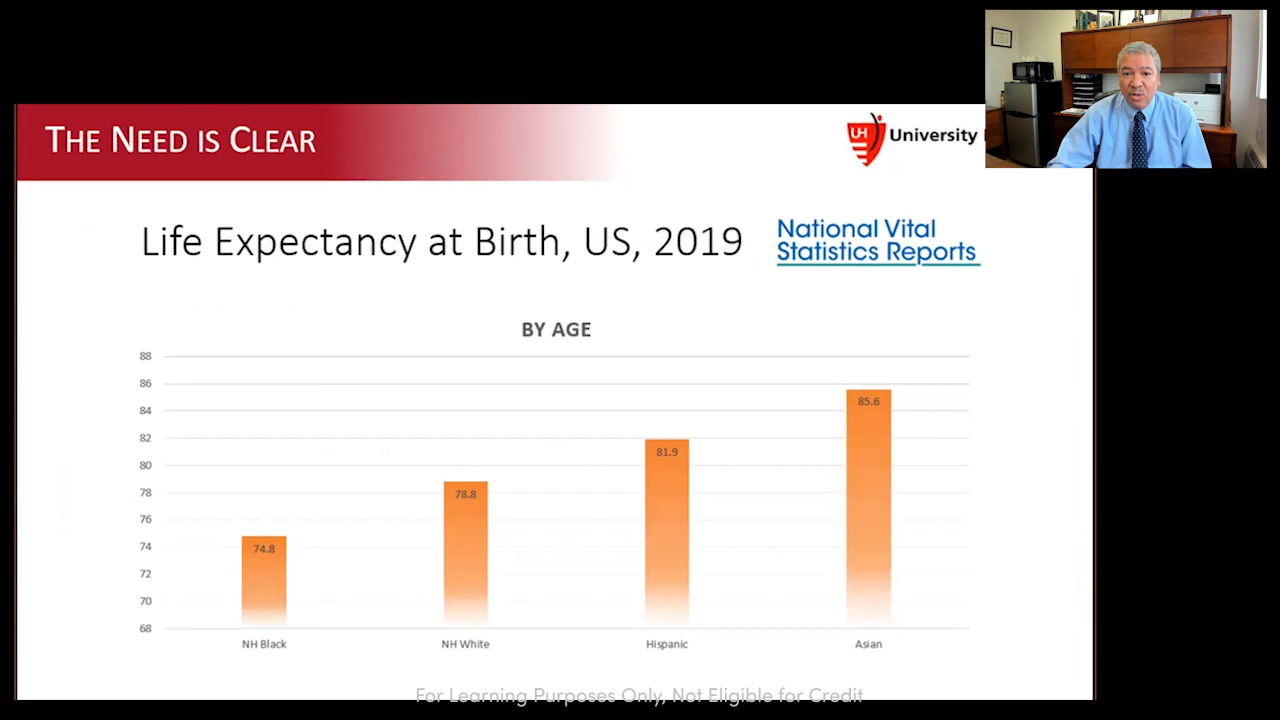 THE NEED IS CLEAR
UH University
Life Expectancy at Birth, US, 2019
National Vital
Statistics Reports
BY AGE
88
86
84
82
80
78
76
74
72
70
68
74.8
78.8
81.9
85.6
NH Black
NH White
Hispanic
Asian
For Learning Purposes Only, Not Eligible for Credit